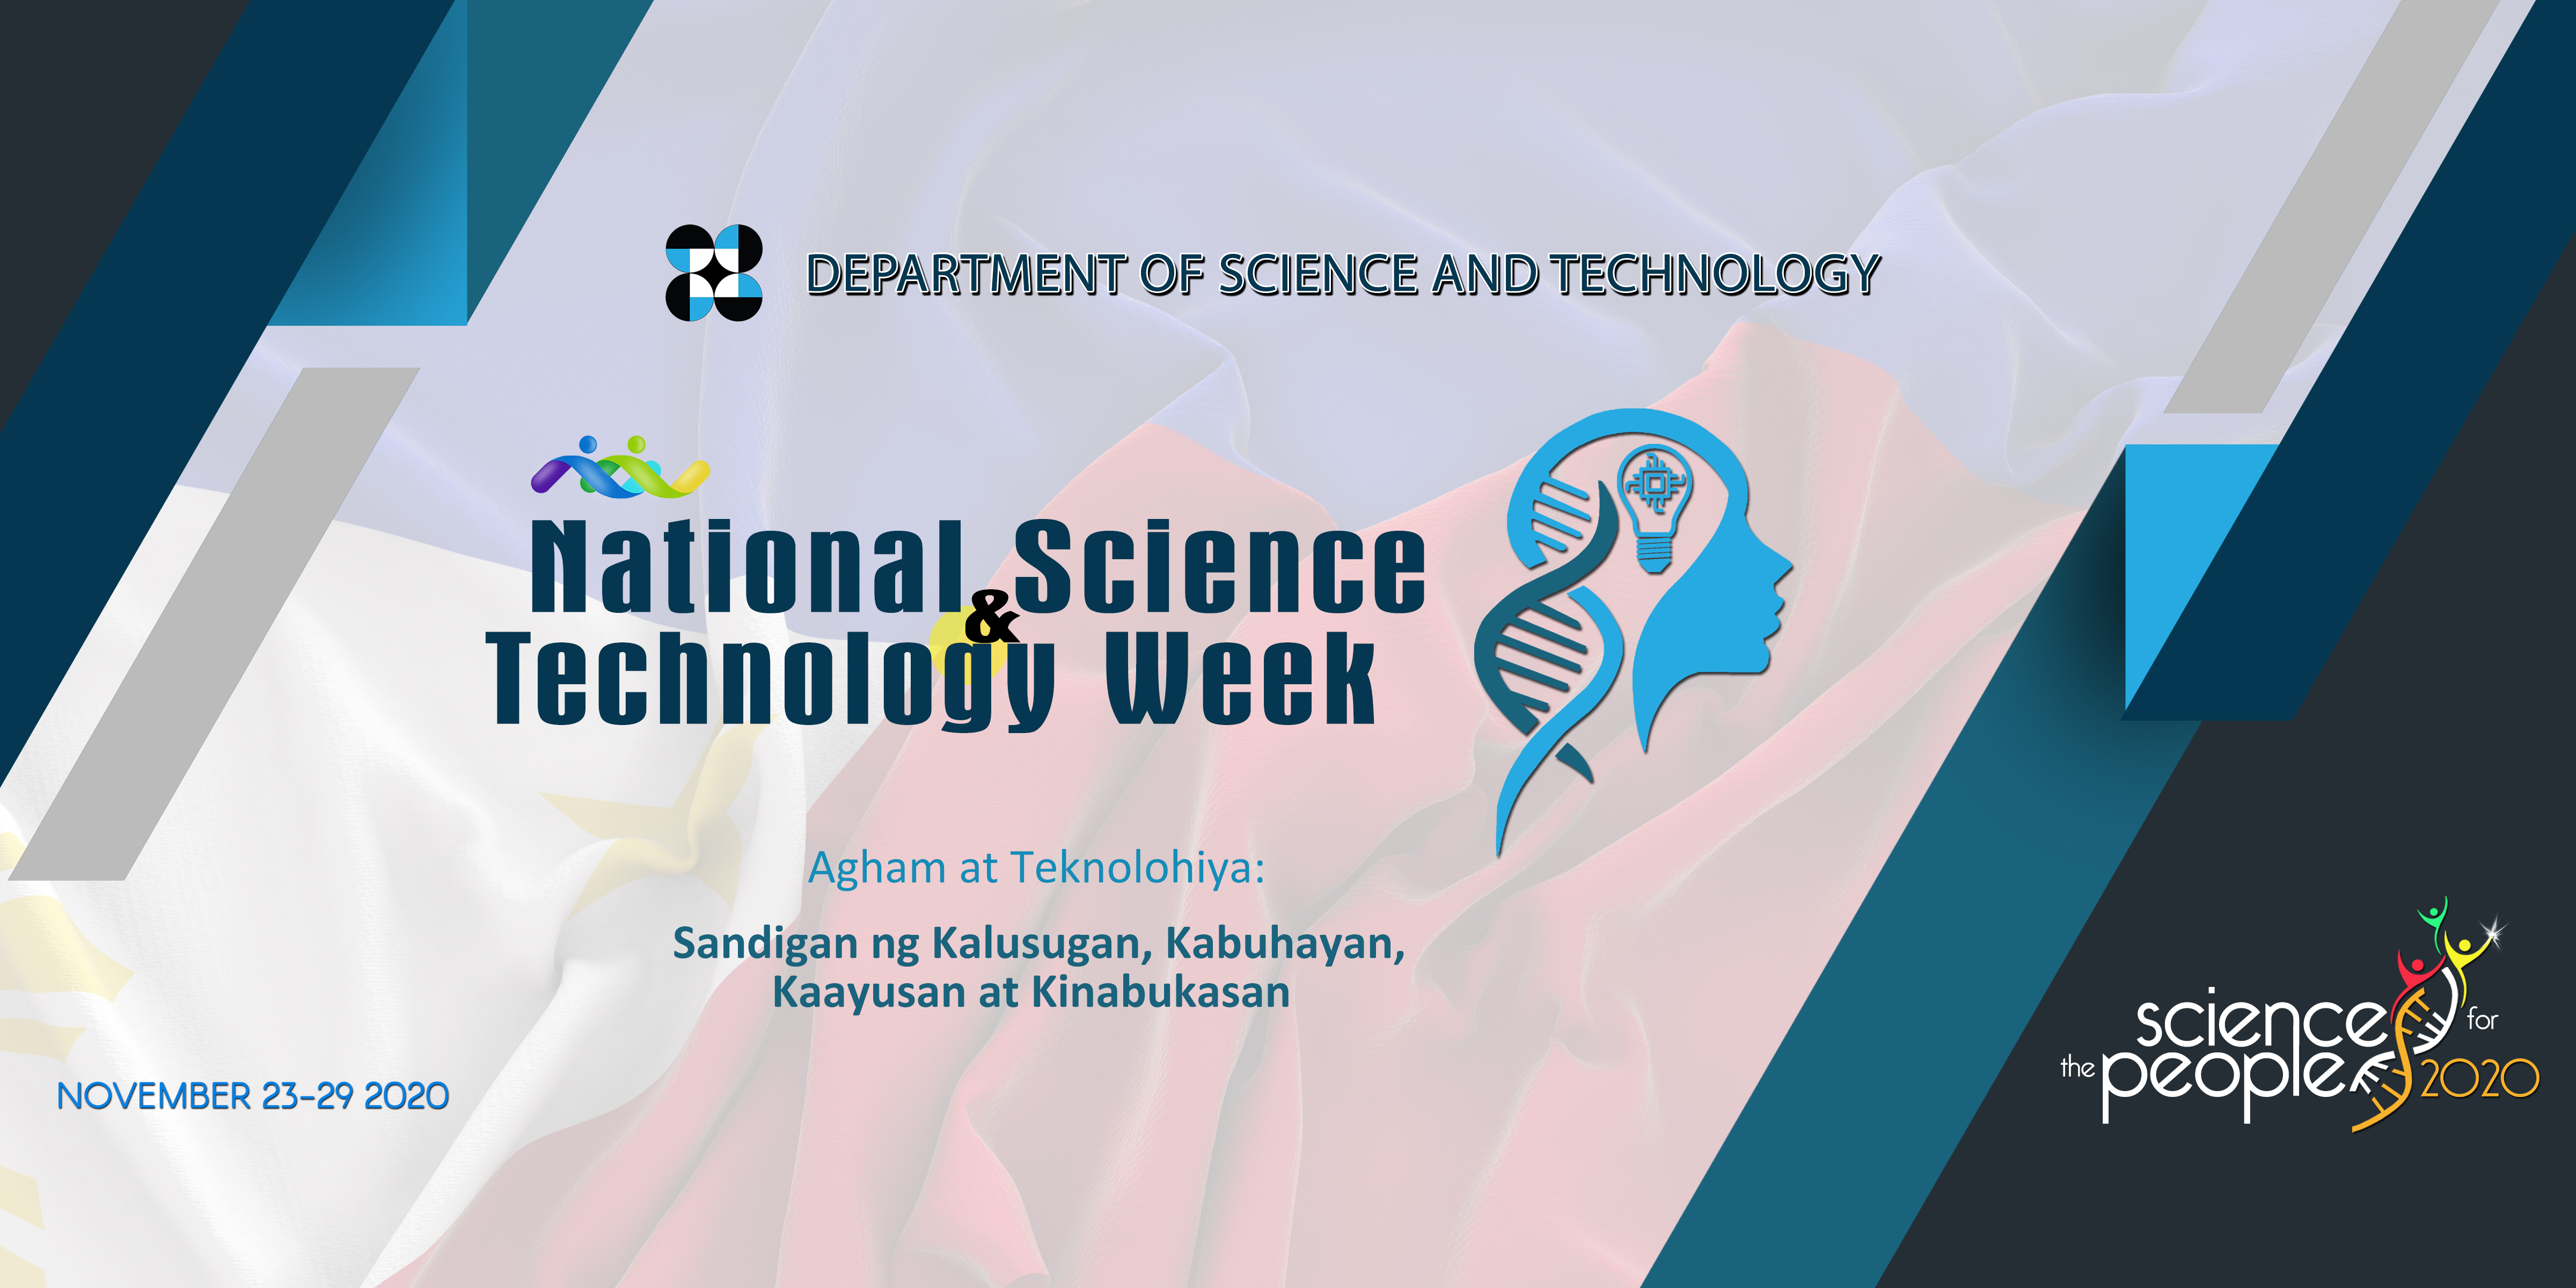 DEPARTMENT OF SCIENCE AND TECHNOLOGY
National Science
&
Technology Week
Agham at Teknolohiya:
Sandigan ng Kalusugan, Kabuhayan,
Kaayusan at Kinabukasan
NOVEMBER 23-29 2020
science for
the people 2020